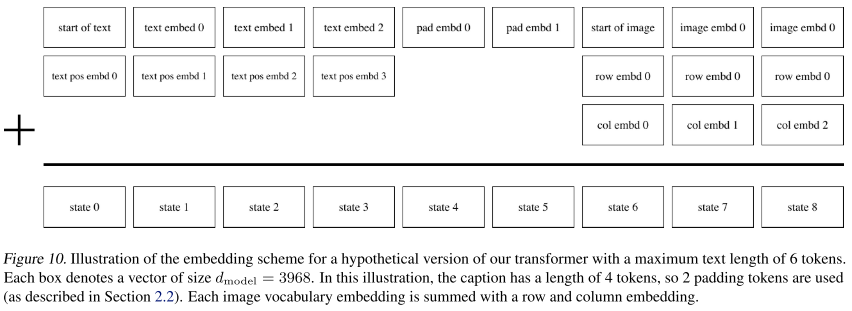 start of text text embed 0 text embed 1 text embed 2 pad embd 0 pad embd 1 start of image image embd 0 image embd 0
text pos embd 0 text pos embd 1 text pos embd 2 text pos embd 3 row embd 0 row embd 0 row embd 0
+ col embd 0 col embd 1 col embd 2
state 0 state 1 state 2 state 3 state 4 state 5 state 6 state 7 state 8
Figure 10. Illustration of the embedding scheme for a hypothetical version of our transformer with a maximum text length of 6 tokens.
Each box denotes a vector of size d_model = 3968. In this illustration, the caption has a length of 4 tokens, so 2 padding tokens are used
(as described in Section 2.2). Each image vocabulary embedding is summed with a row and column embedding.